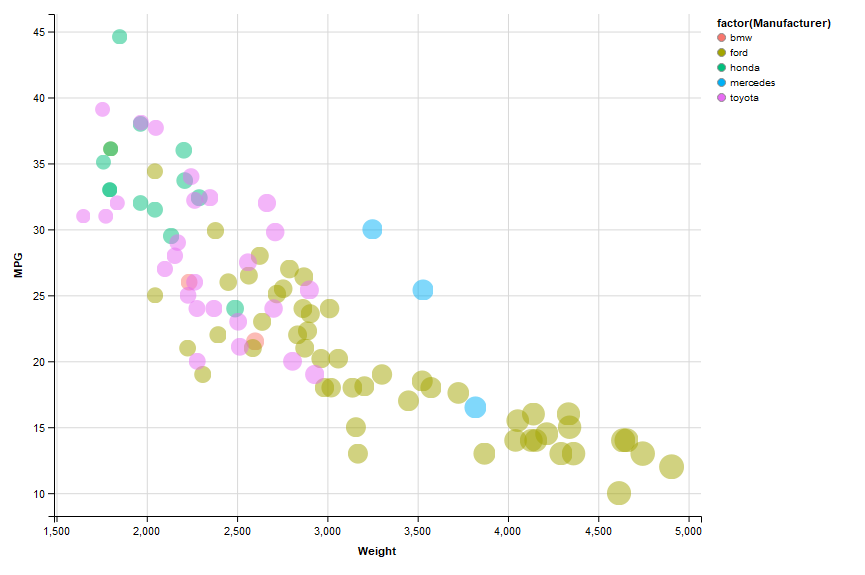 factor(Manufacturer)
bmw
ford
honda
mercedes
toyota
MPG
45
40
35
30
25
20
15
10
1,500 2,000 2,500 3,000 3,500 4,000 4,500 5,000
Weight